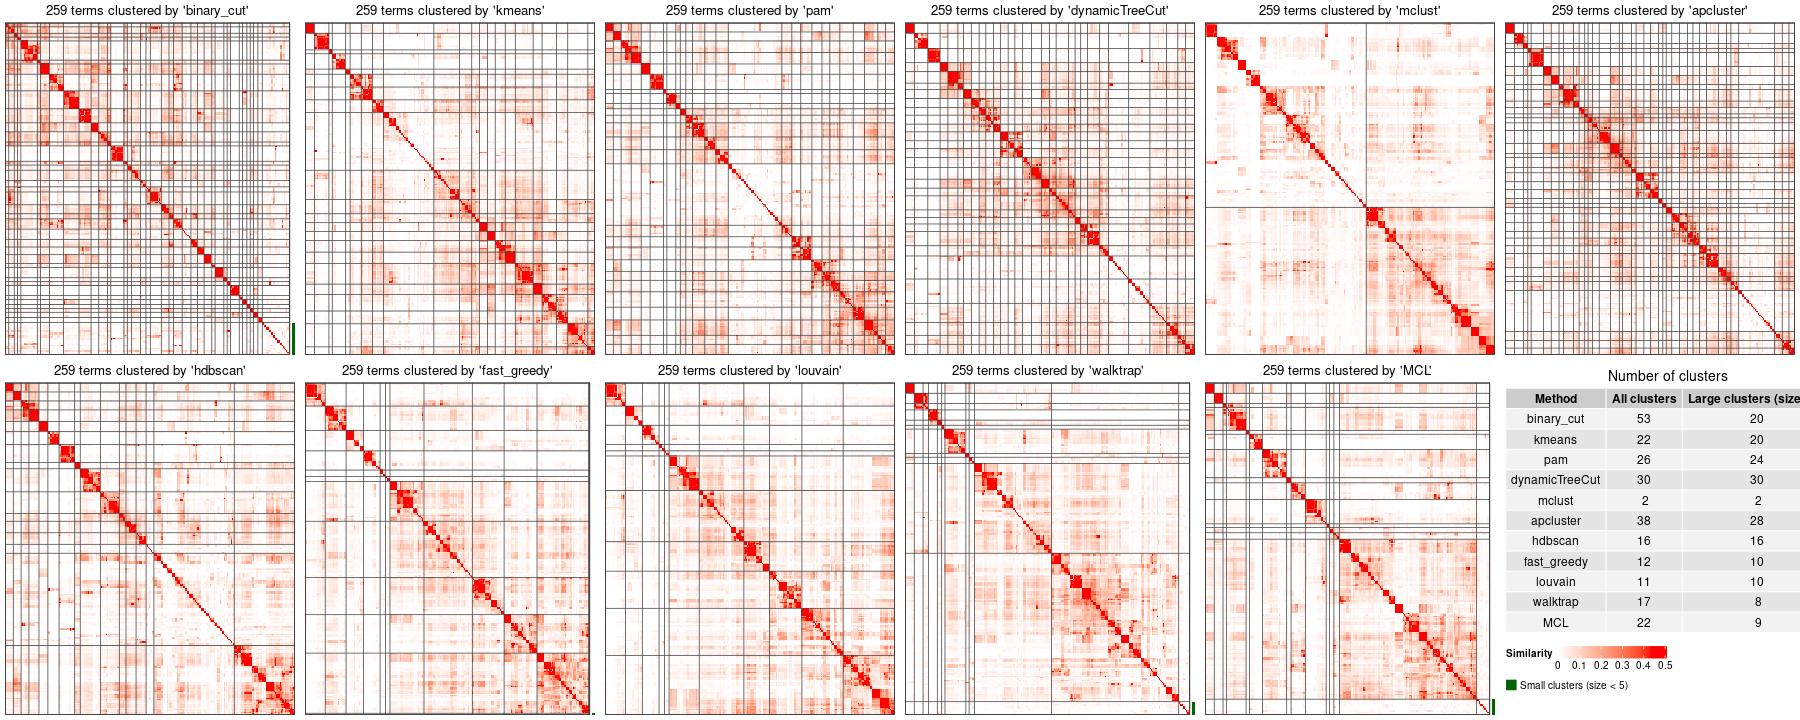 259 terms clustered by 'binary_cut'
259 terms clustered by 'kmeans'
259 terms clustered by 'pam'
259 terms clustered by 'dynamicTreeCut'
259 terms clustered by 'mclust'
259 terms clustered by 'apcluster'
259 terms clustered by 'hdbscan'
259 terms clustered by 'fast_greedy'
259 terms clustered by 'louvain'
259 terms clustered by 'walktrap'
259 terms clustered by 'MCL'
Number of clusters
Method All clusters Large clusters (size
binary_cut 53 20
kmeans 22 20
pam 26 24
dynamicTreeCut 30 30
mclust 2 2
apcluster 38 28
hdbscan 16 16
fast_greedy 12 10
louvain 11 10
walktrap 17 8
MCL 22 9
Similarity
0 0.1 0.2 0.3 0.4 0.5
Small clusters (size < 5)